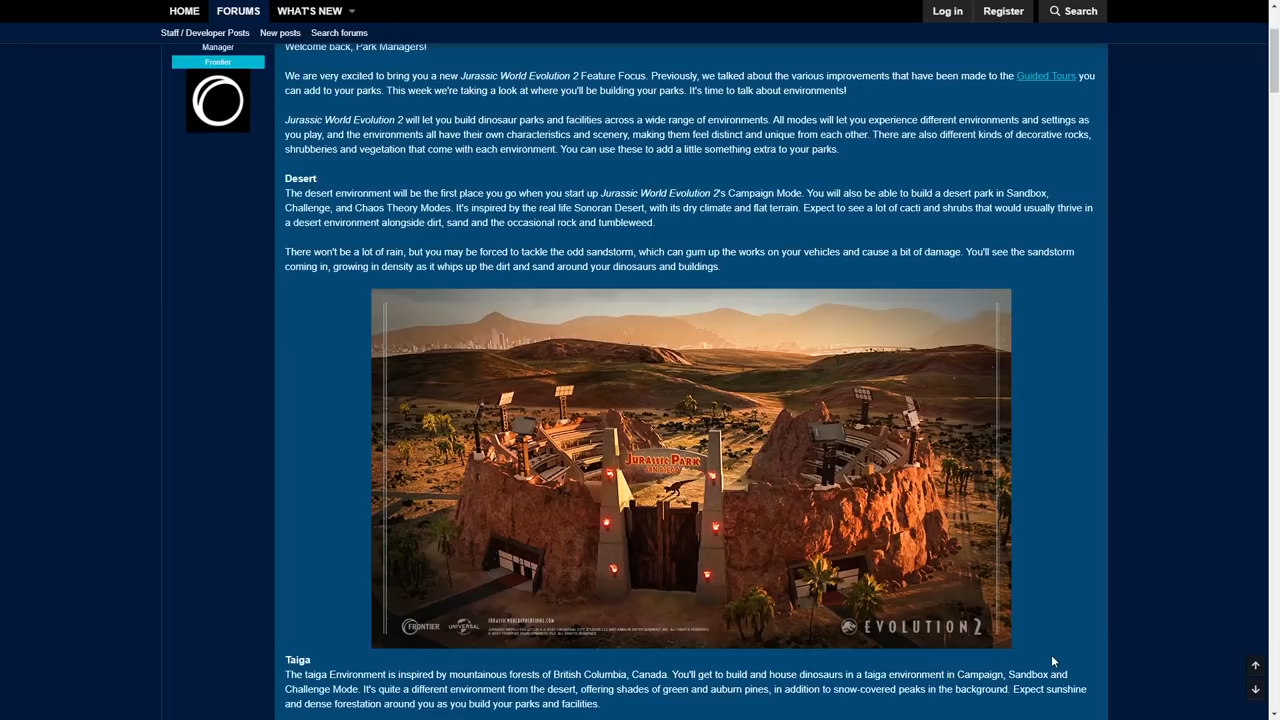 HOME FORUMS WHAT'S NEW Log in Register Search
Staff / Developer Posts New posts Search forums
Manager
Frontier
Welcome back, Park Managers!
We are very excited to bring you a new Jurassic World Evolution 2 Feature Focus. Previously, we talked about the various improvements that have been made to the Guided Tours you
can add to your parks. This week we're taking a look at where you'll be building your parks. It's time to talk about environments!
Jurassic World Evolution 2 will let you build dinosaur parks and facilities across a wide range of environments. All modes will let you experience different environments and settings as
you play, and the environments all have their own characteristics and scenery, making them feel distinct and unique from each other. There are also different kinds of decorative rocks,
shrubberies and vegetation that come with each environment. You can use these to add a little something extra to your parks.
Desert
The desert environment will be the first place you go when you start up Jurassic World Evolution 2's Campaign Mode. You will also be able to build a desert park in Sandbox,
Challenge, and Chaos Theory Modes. It's inspired by the real life Sonoran Desert, with its dry climate and flat terrain. Expect to see a lot of cacti and shrubs that would usually thrive in
a desert environment alongside dirt, sand and the occasional rock and tumbleweed.
There won't be a lot of rain, but you may be forced to tackle the odd sandstorm, which can gum up the works on your vehicles and cause a bit of damage. You'll see the sandstorm
coming in, growing in density as it whips up the dirt and sand around your dinosaurs and buildings.
JURASSIC PARK
SAN DIEGO
FRONTIER UNIVERSAL EVOLUTION 2
Taiga
The taiga Environment is inspired by mountainous forests of British Columbia, Canada. You'll get to build and house dinosaurs in a taiga environment in Campaign, Sandbox and
Challenge Mode. It's quite a different environment from the desert, offering shades of green and auburn pines, in addition to snow-covered peaks in the background. Expect sunshine
and dense forestation around you as you build your parks and facilities.